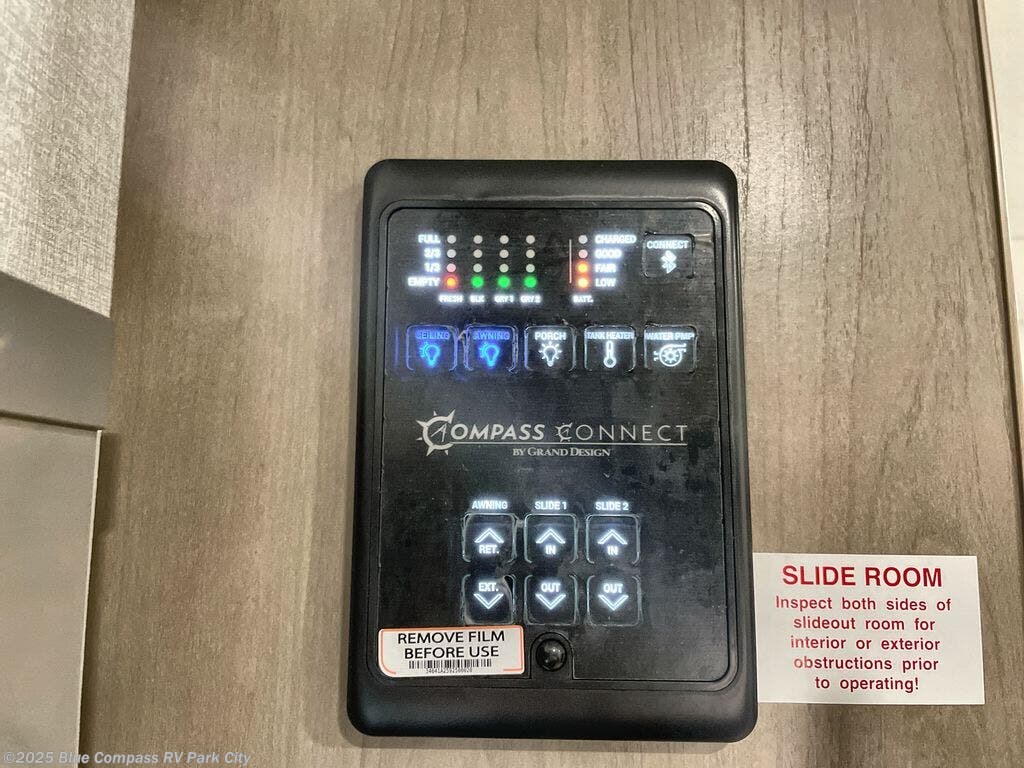 FULL CHARGED CONNECT
2/3 GOOD
1/3 FAIR
EMPTY LOW
FRESH BLK GRY 1 GRY 2 BATT.
CEILING AWNING PORCH TANK HEATER WATER PMP
COMPASS CONNECT
BY GRAND DESIGN
AWNING SLIDE 1 SLIDE 2
RET. IN IN
EXT. OUT OUT
REMOVE FILM
BEFORE USE
SLIDE ROOM
Inspect both sides of
slideout room for
interior or exterior
obstructions prior
to operating!
©2025 Blue Compass RV Park City